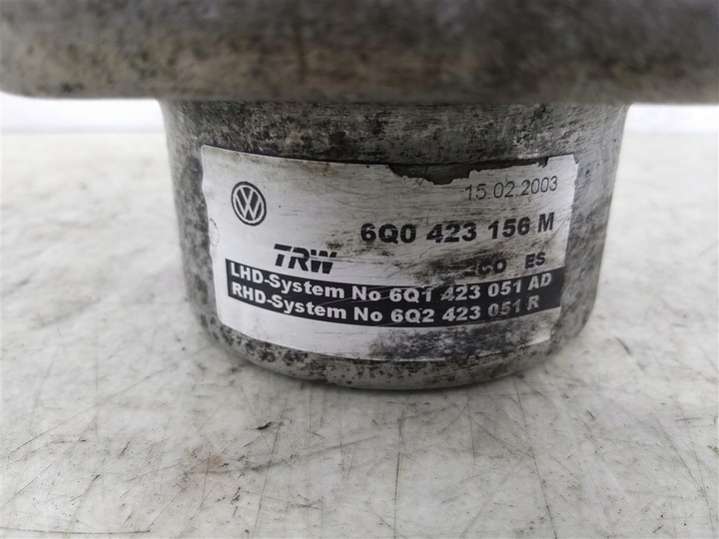 15.02.2003
6Q0 423 156 M
TRW
ES
LHD-System No 6Q1 423 051 AD
RHD-System No 6Q2 423 051 R